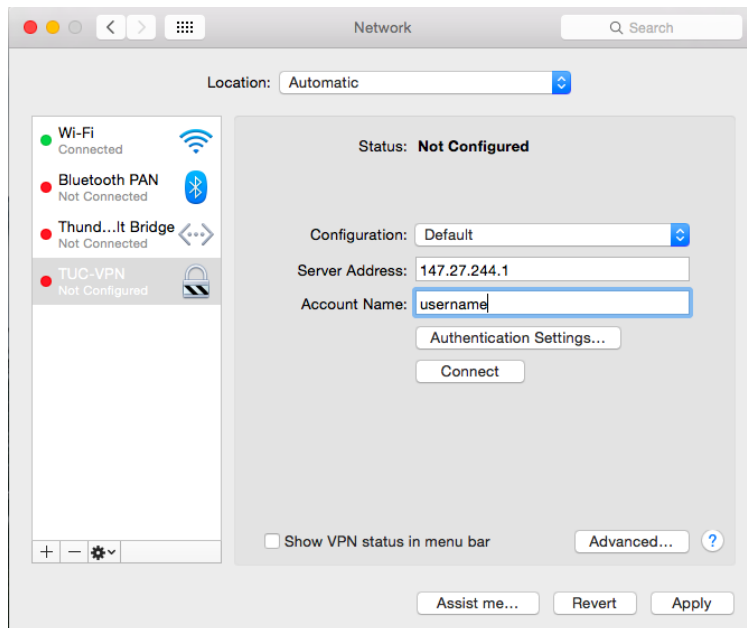 Network
Search
Location: Automatic
Wi-Fi
Connected
Bluetooth PAN
Not Connected
Thund...lt Bridge
Not Connected
TUC-VPN
Not Configured
Status: Not Configured
Configuration: Default
Server Address: 147.27.244.1
Account Name: username
Authentication Settings...
Connect
Show VPN status in menu bar
Advanced...
?
Assist me...
Revert
Apply